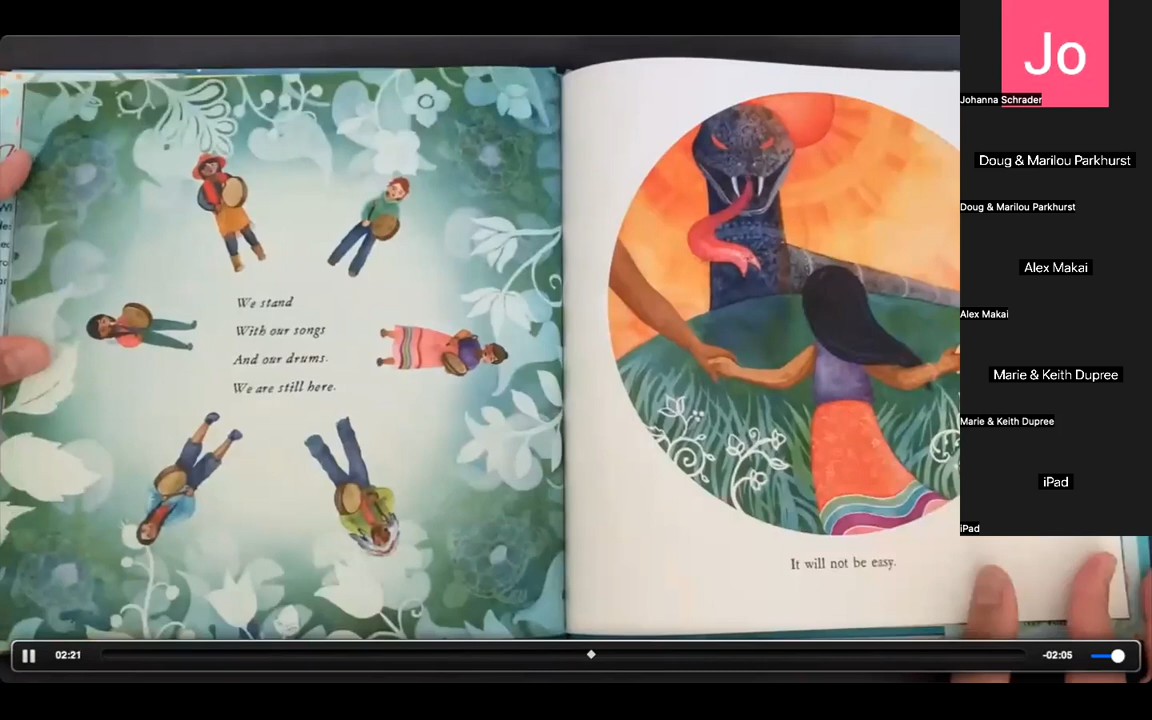 We stand
With our songs
And our drums.
We are still here.
It will not be easy.
Jo
Johanna Schrader
Doug & Marilou Parkhurst
Doug & Marilou Parkhurst
Alex Makai
Alex Makai
Marie & Keith Dupree
Marie & Keith Dupree
iPad
iPad
02:21
-02:05